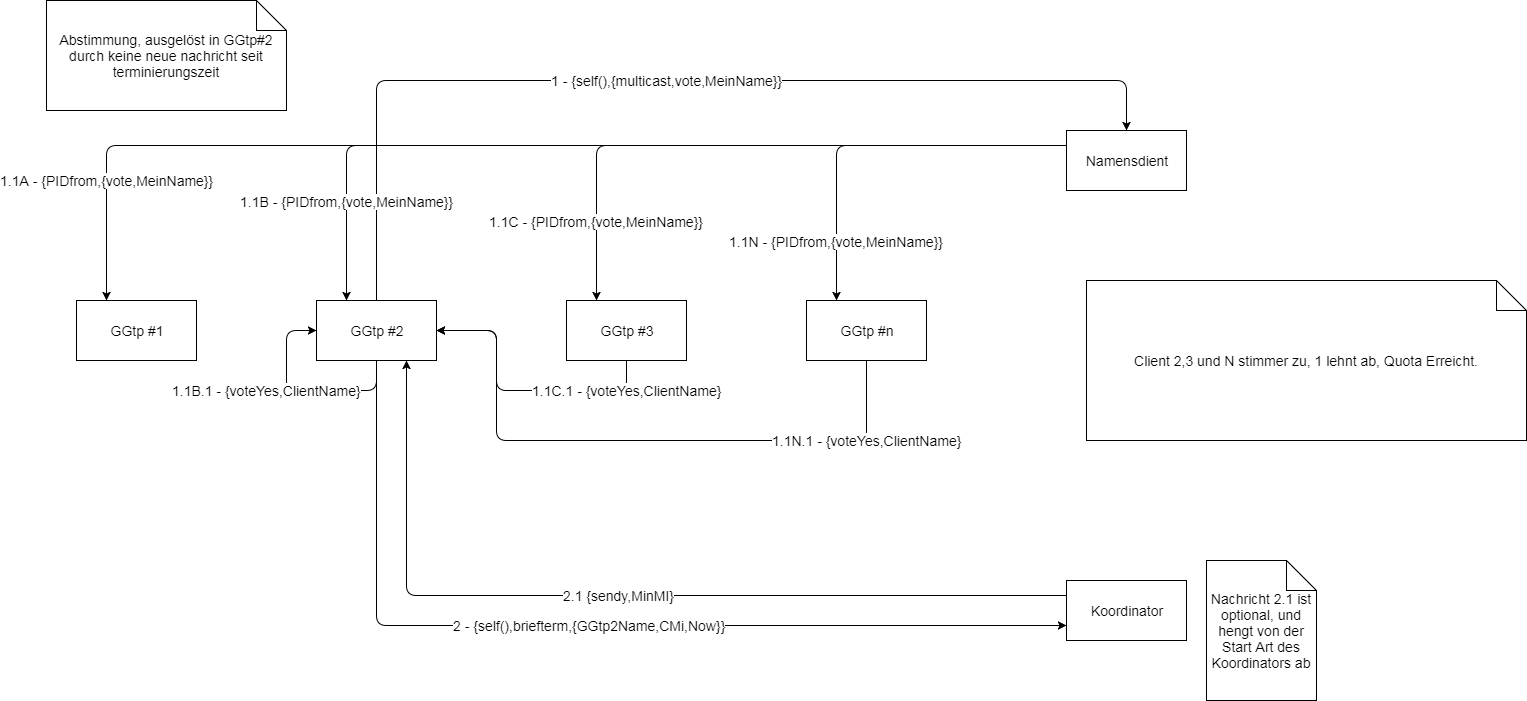 Abstimmung, ausgelöst in GGtp#2
durch keine neue nachricht seit
terminierungszeit
1 - {self(),{multicast,vote,MeinName}}
Namensdient
1.1A - {PIDfrom,{vote,MeinName}}
1.1B - {PIDfrom,{vote,MeinName}}
1.1C - {PIDfrom,{vote,MeinName}}
1.1N - {PIDfrom,{vote,MeinName}}
GGtp #1
GGtp #2
GGtp #3
GGtp #n
Client 2,3 und N stimmer zu, 1 lehnt ab, Quota Erreicht.
1.1B.1 - {voteYes,ClientName}
1.1C.1 - {voteYes,ClientName}
1.1N.1 - {voteYes,ClientName}
2.1 {sendy,MinMI}
2 - {self(),briefterm,{GGtp2Name,CMi,Now}}
Koordinator
Nachricht 2.1 ist
optional, und
hengt von der
Start Art des
Koordinators ab